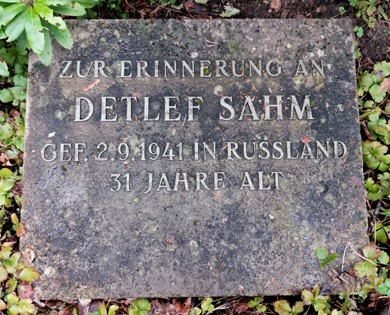 ZUR ERINNERUNG AN
DETLEF SAHM
GEF. 2.9.1941 IN RUSSLAND
31 JAHRE ALT